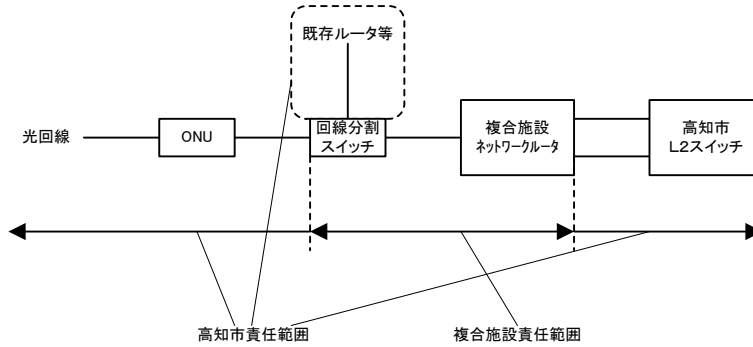 既存ルータ等
光回線
ONU
回線分割
スイッチ
複合施設
ネットワークルータ
高知市
L2スイッチ
高知市責任範囲
複合施設責任範囲